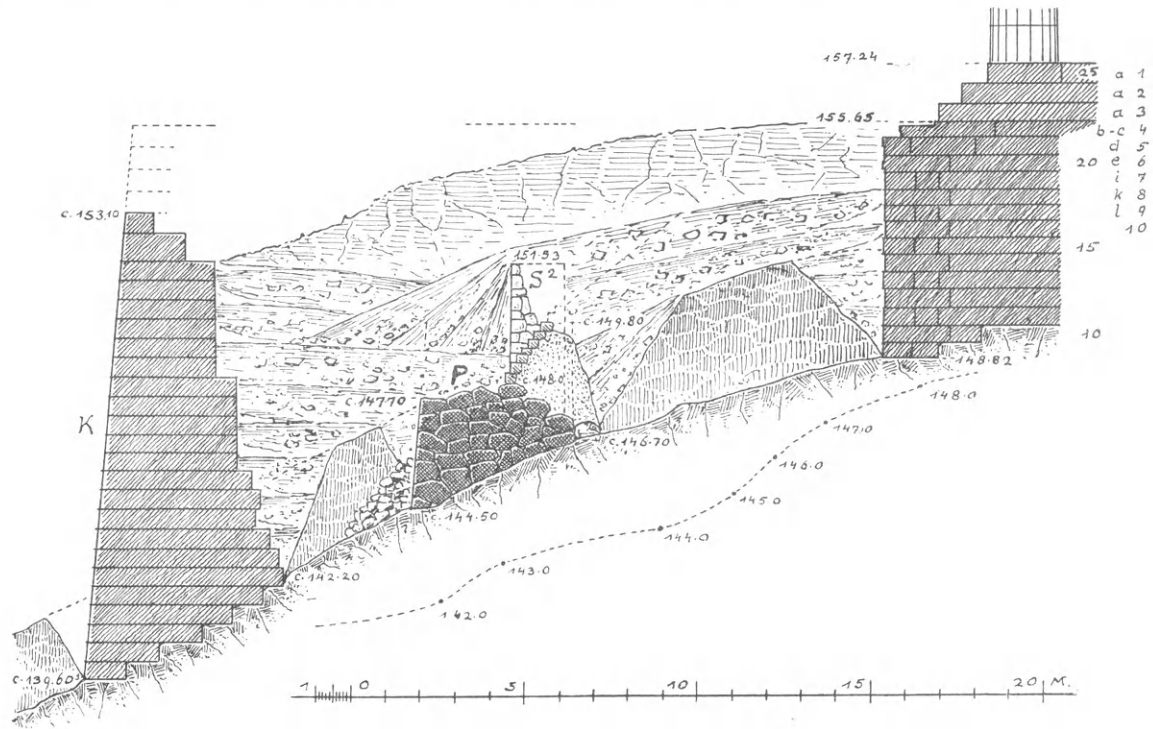 157.24
25 a 1
a 2
a 3
155.65
b-c 4
d 5
20 e 6
i 7
k 8
l 9
10
c. 153.10
15
151.93
S²
c. 149.80
10
P
c. 148.0
148.82
c. 147.70
148.0
K
147.0
c. 146.70
146.0
145.0
c. 144.50
144.0
143.0
c. 142.20
142.0
c. 139.60
1 0 5 10 15 20 M.